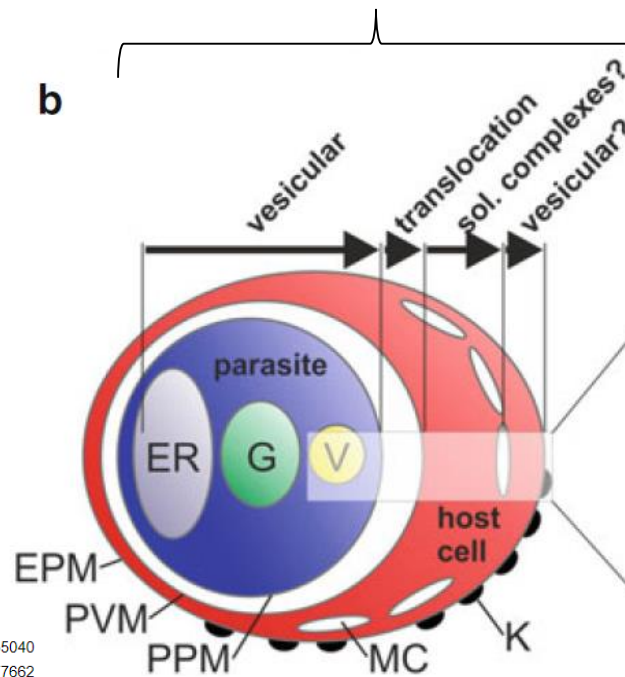 b
vesicular
translocation
sol. complexes?
vesicular?
parasite
ER
G
V
host
cell
EPM
PVM
PPM
MC
K
5040
7662